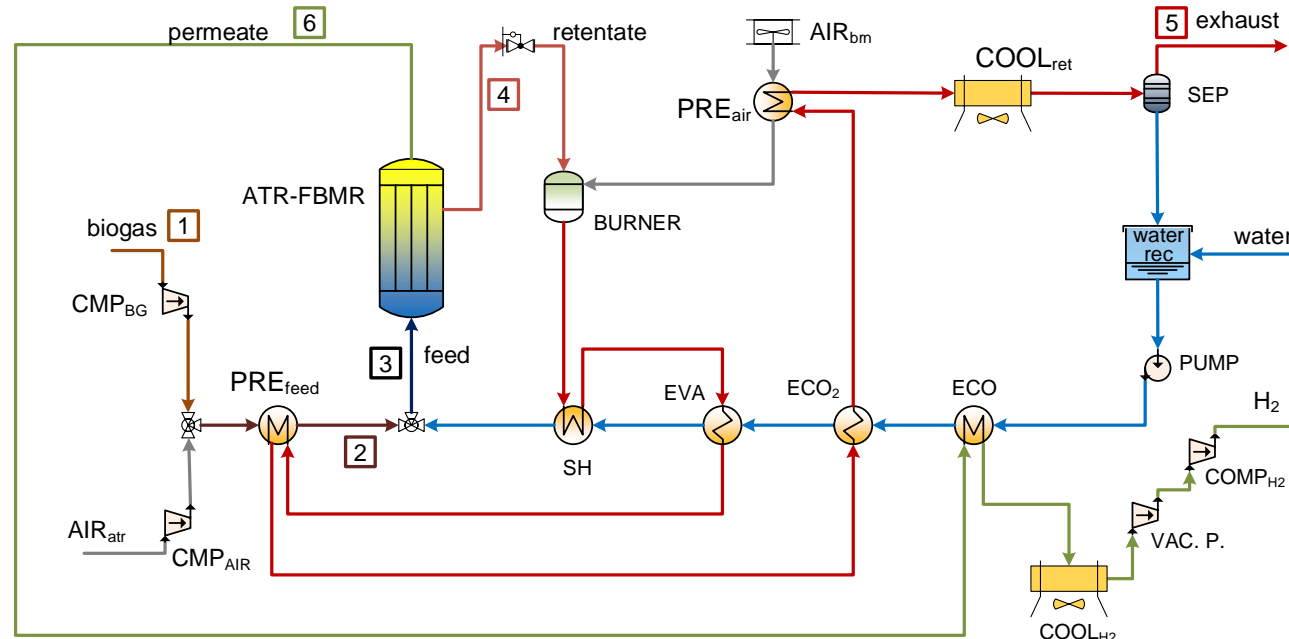 permeate
6
retentate
AIRbrn
5
exhaust
COOLret
SEP
4
PREair
ATR-FBMR
BURNER
biogas
1
water
rec
water
CMPBG
3
feed
PUMP
PREfeed
EVA
ECO2
ECO
H2
2
SH
COMPH2
AIRatr
CMPAIR
VAC. P.
COOLH2